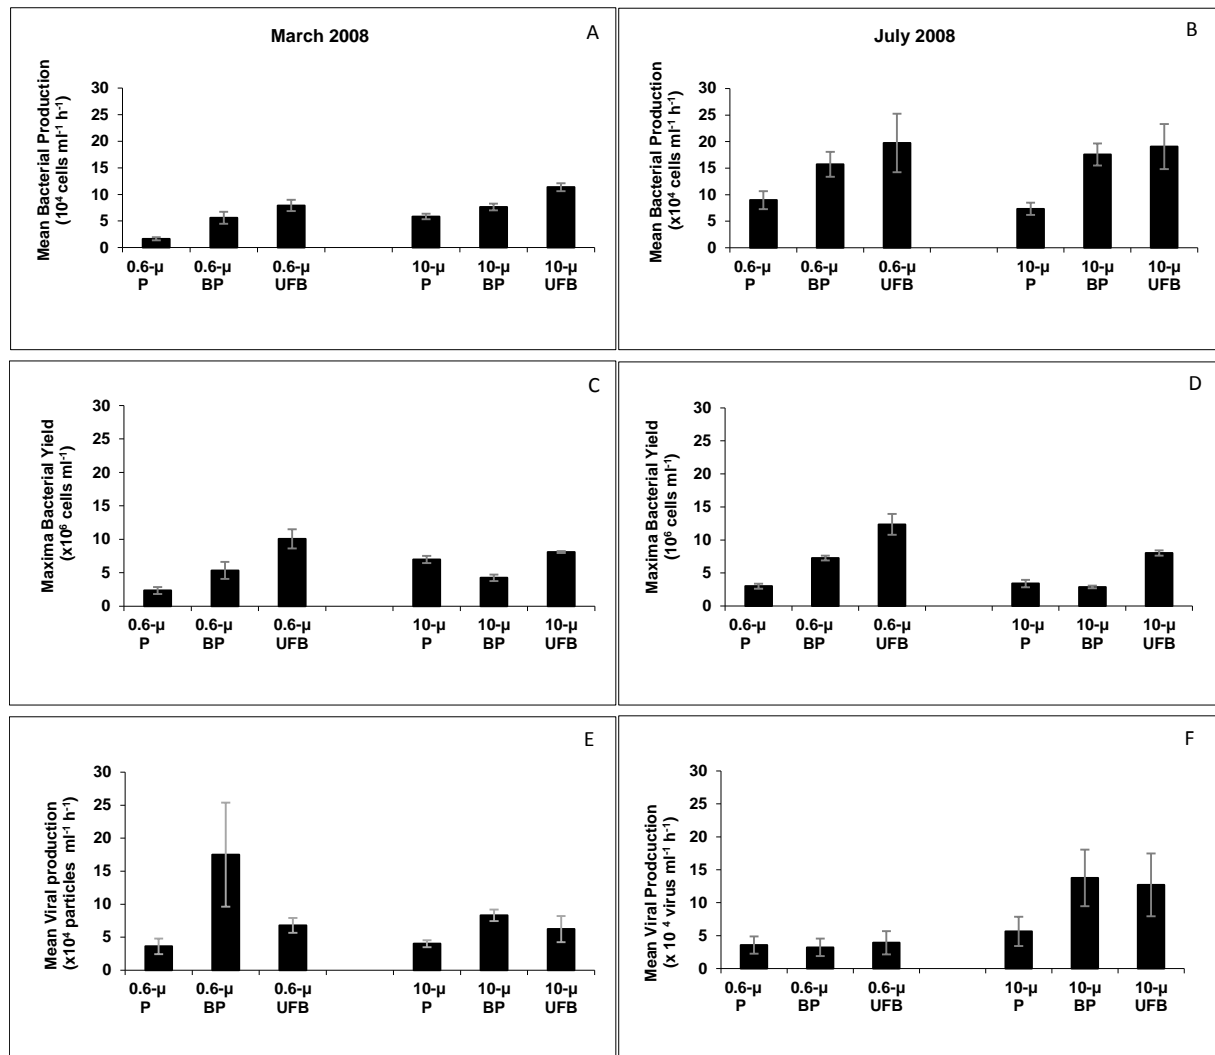 March 2008
A
Mean Bacterial Production
(10⁴ cells ml⁻¹ h⁻¹)
30
25
20
15
10
5
0
0.6-μ 0.6-μ 0.6-μ 10-μ 10-μ 10-μ
P BP UFB P BP UFB
July 2008
B
Mean Bacterial Production
(x10⁴ cells ml⁻¹ h⁻¹)
30
25
20
15
10
5
0
0.6-μ 0.6-μ 0.6-μ 10-μ 10-μ 10-μ
P BP UFB P BP UFB
C
Maxima Bacterial Yield
(x10⁶ cells ml⁻¹)
30
25
20
15
10
5
0
0.6-μ 0.6-μ 0.6-μ 10-μ 10-μ 10-μ
P BP UFB P BP UFB
D
Maxima Bacterial Yield
(10⁶ cells ml⁻¹)
30
25
20
15
10
5
0
0.6-μ 0.6-μ 0.6-μ 10-μ 10-μ 10-μ
P BP UFB P BP UFB
E
Mean Viral production
(x10⁴ particles ml⁻¹ h⁻¹)
30
25
20
15
10
5
0
0.6-μ 0.6-μ 0.6-μ 10-μ 10-μ 10-μ
P BP UFB P BP UFB
F
Mean Viral Prodcuction
(x 10 ⁴ virus ml⁻¹ h⁻¹)
30
25
20
15
10
5
0
0.6-μ 0.6-μ 0.6-μ 10-μ 10-μ 10-μ
P BP UFB P BP UFB